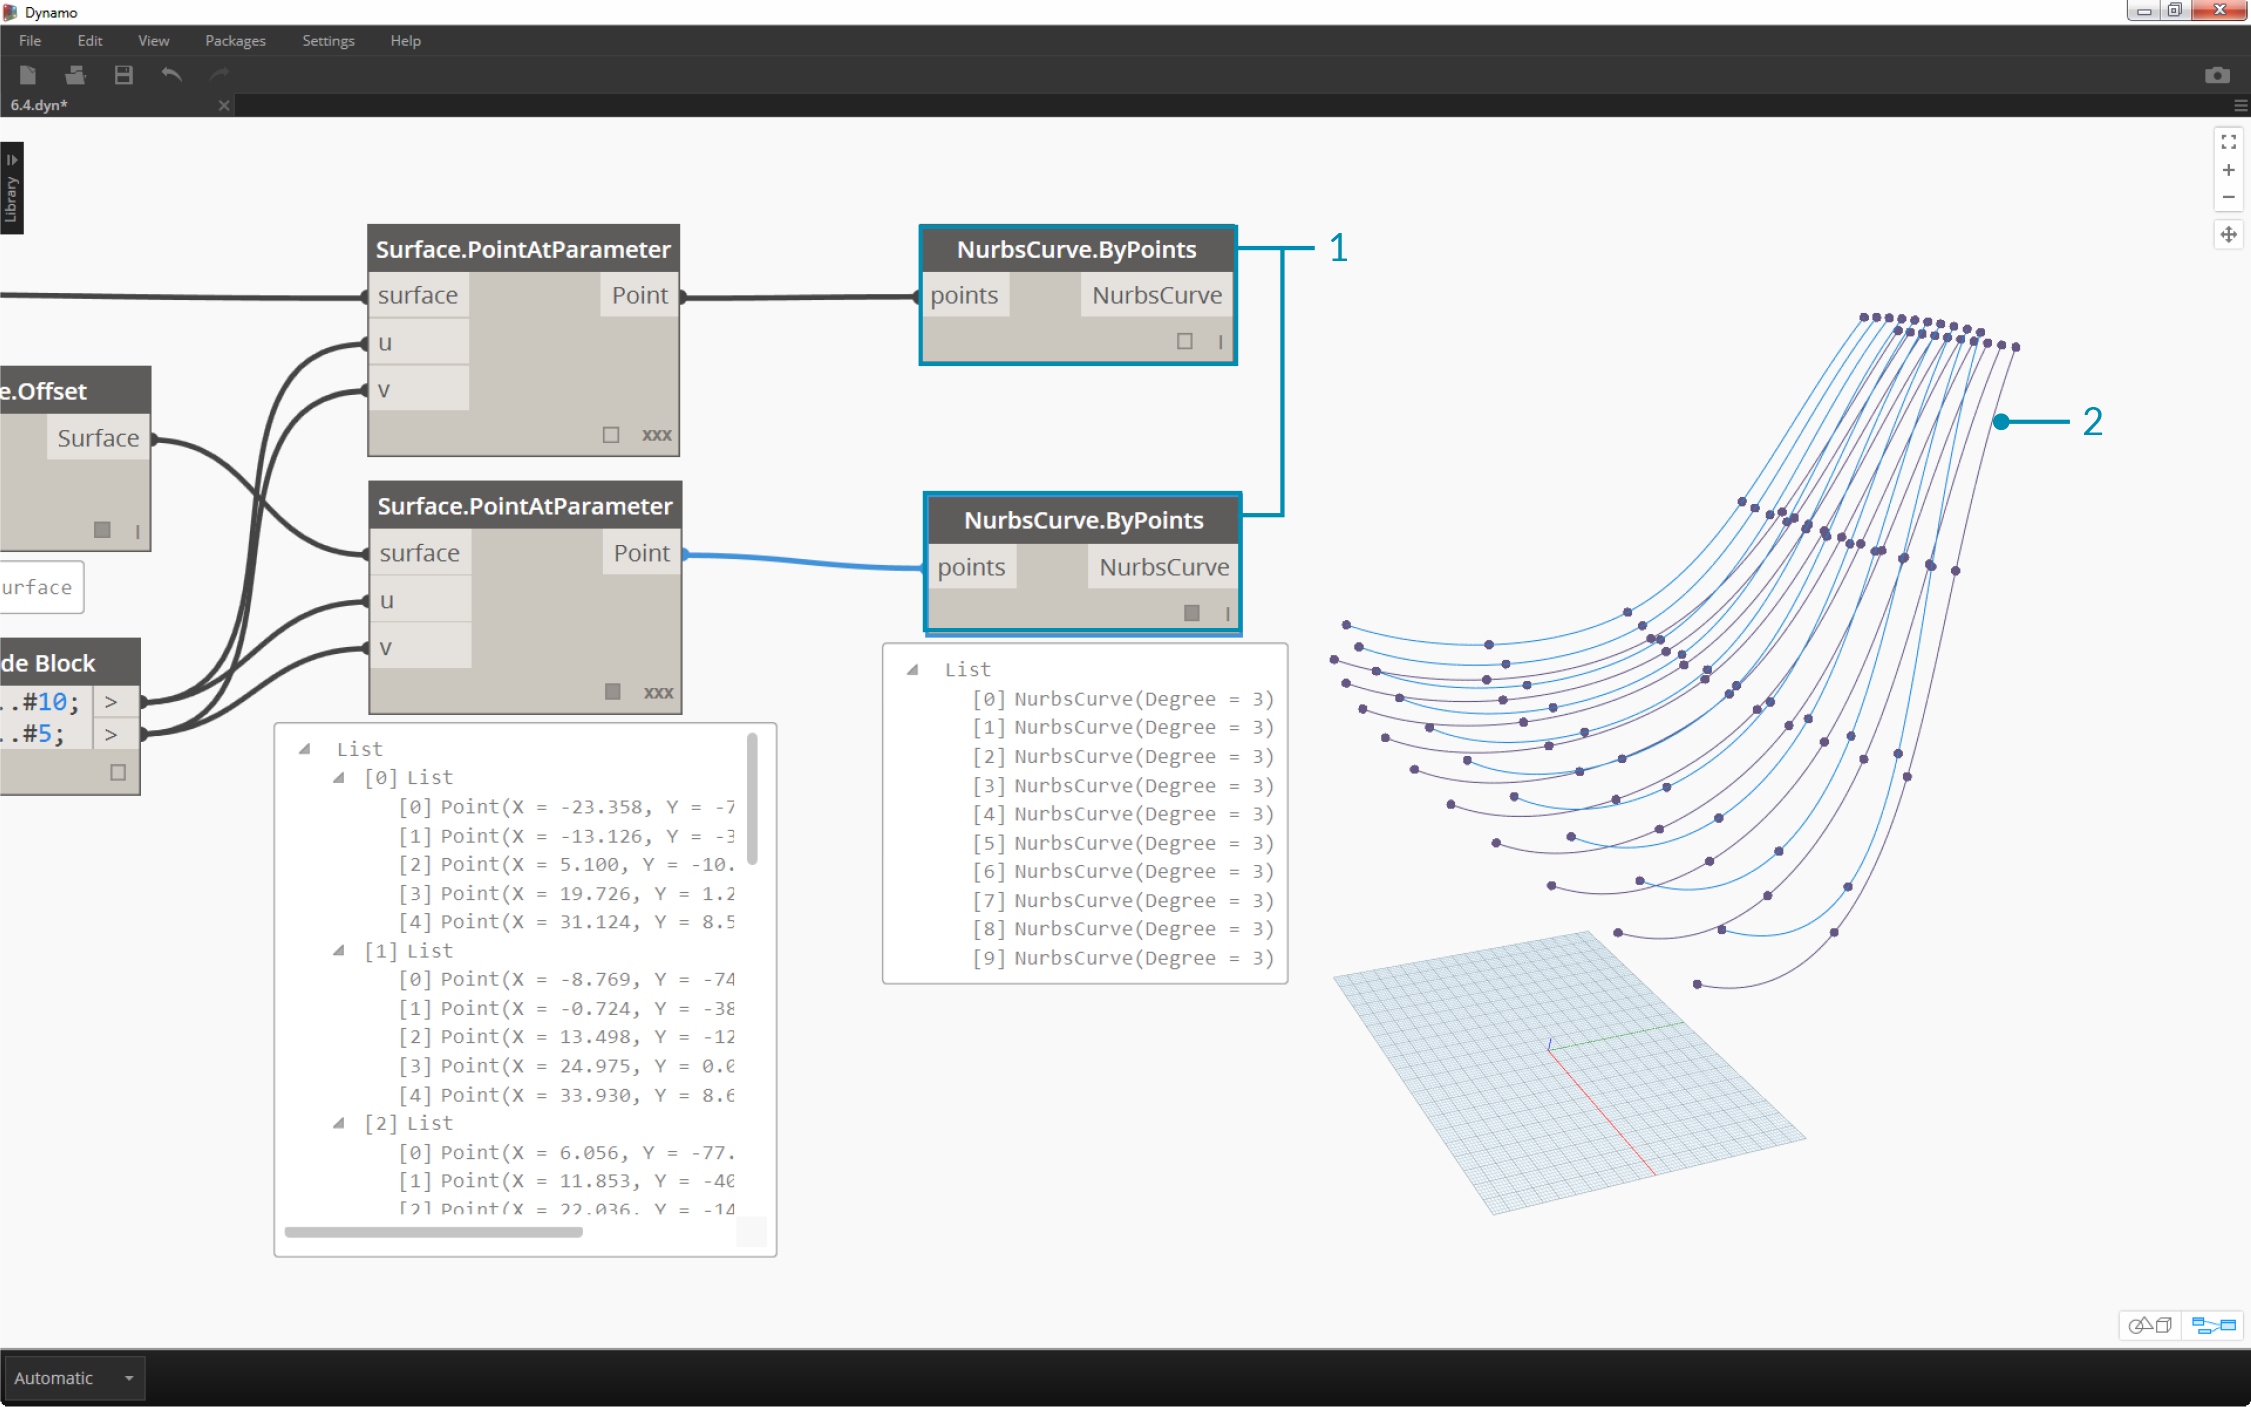 Dynamo
File Edit View Packages Settings Help
6.4.dyn*
Library
Surface.PointAtParameter
surface Point
u
v
xxx
NurbsCurve.ByPoints
points NurbsCurve
1
e.Offset
Surface
urface
Surface.PointAtParameter
surface Point
u
v
xxx
NurbsCurve.ByPoints
points NurbsCurve
2
de Block
..#10; >
..#5; >
List
[0] List
[0] Point(X = -23.358, Y = -7
[1] Point(X = -13.126, Y = -3
[2] Point(X = 5.100, Y = -10.
[3] Point(X = 19.726, Y = 1.2
[4] Point(X = 31.124, Y = 8.5
[1] List
[0] Point(X = -8.769, Y = -74
[1] Point(X = -0.724, Y = -38
[2] Point(X = 13.498, Y = -12
[3] Point(X = 24.975, Y = 0.0
[4] Point(X = 33.930, Y = 8.6
[2] List
[0] Point(X = 6.056, Y = -77.
[1] Point(X = 11.853, Y = -40
[2] Point(X = 22.036, Y = -14
List
[0] NurbsCurve(Degree = 3)
[1] NurbsCurve(Degree = 3)
[2] NurbsCurve(Degree = 3)
[3] NurbsCurve(Degree = 3)
[4] NurbsCurve(Degree = 3)
[5] NurbsCurve(Degree = 3)
[6] NurbsCurve(Degree = 3)
[7] NurbsCurve(Degree = 3)
[8] NurbsCurve(Degree = 3)
[9] NurbsCurve(Degree = 3)
Automatic